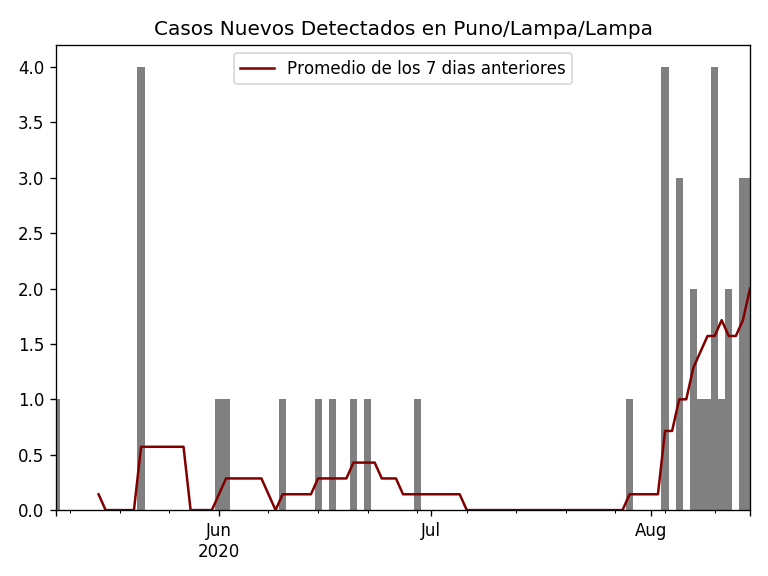 Casos Nuevos Detectados en Puno/Lampa/Lampa
Promedio de los 7 dias anteriores
4.0
3.5
3.0
2.5
2.0
1.5
1.0
0.5
0.0
Jun
2020
Jul
Aug